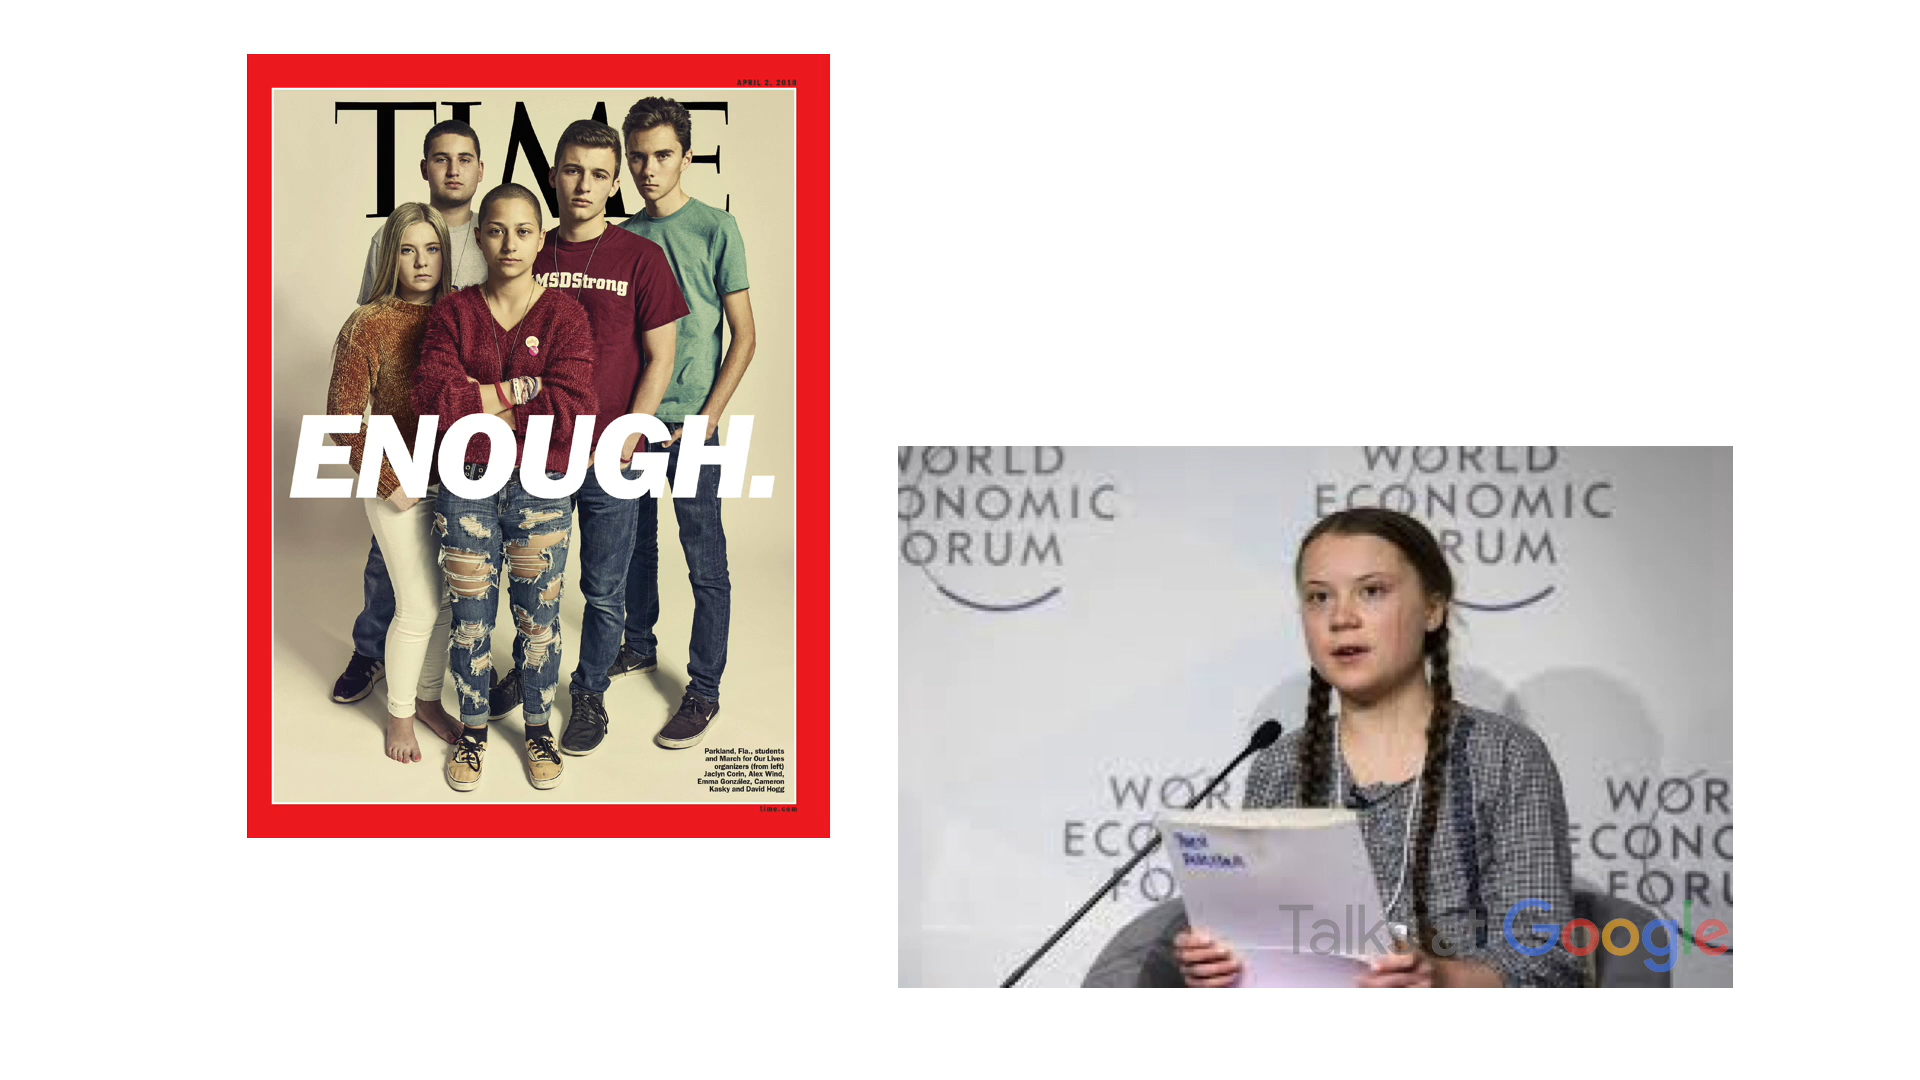 APRIL 2, 2018
TIME
#MSDStrong
ENOUGH.
Parkland, Fla., students
and March for Our Lives
organizers (from left)
Jaclyn Corin, Alex Wind,
Emma González, Cameron
Kasky and David Hogg
time.com
WORLD
ONOMIC
ORUM
WORLD
ECONOMIC
RUM
WOR
ECO
FO
WOR
ECONO
FORU
Talks at Google